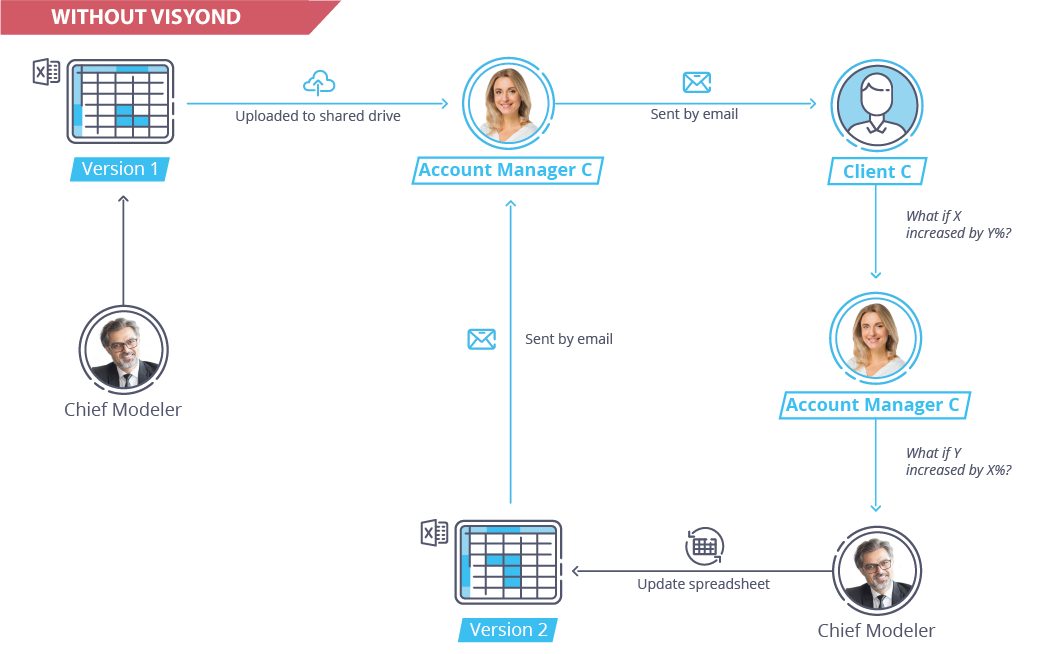 WITHOUT VISYOND
X
Uploaded to shared drive
Sent by email
Version 1
Account Manager C
Client C
What if X
increased by Y%?
Sent by email
Chief Modeler
Account Manager C
What if Y
increased by X%?
X
Update spreadsheet
Version 2
Chief Modeler